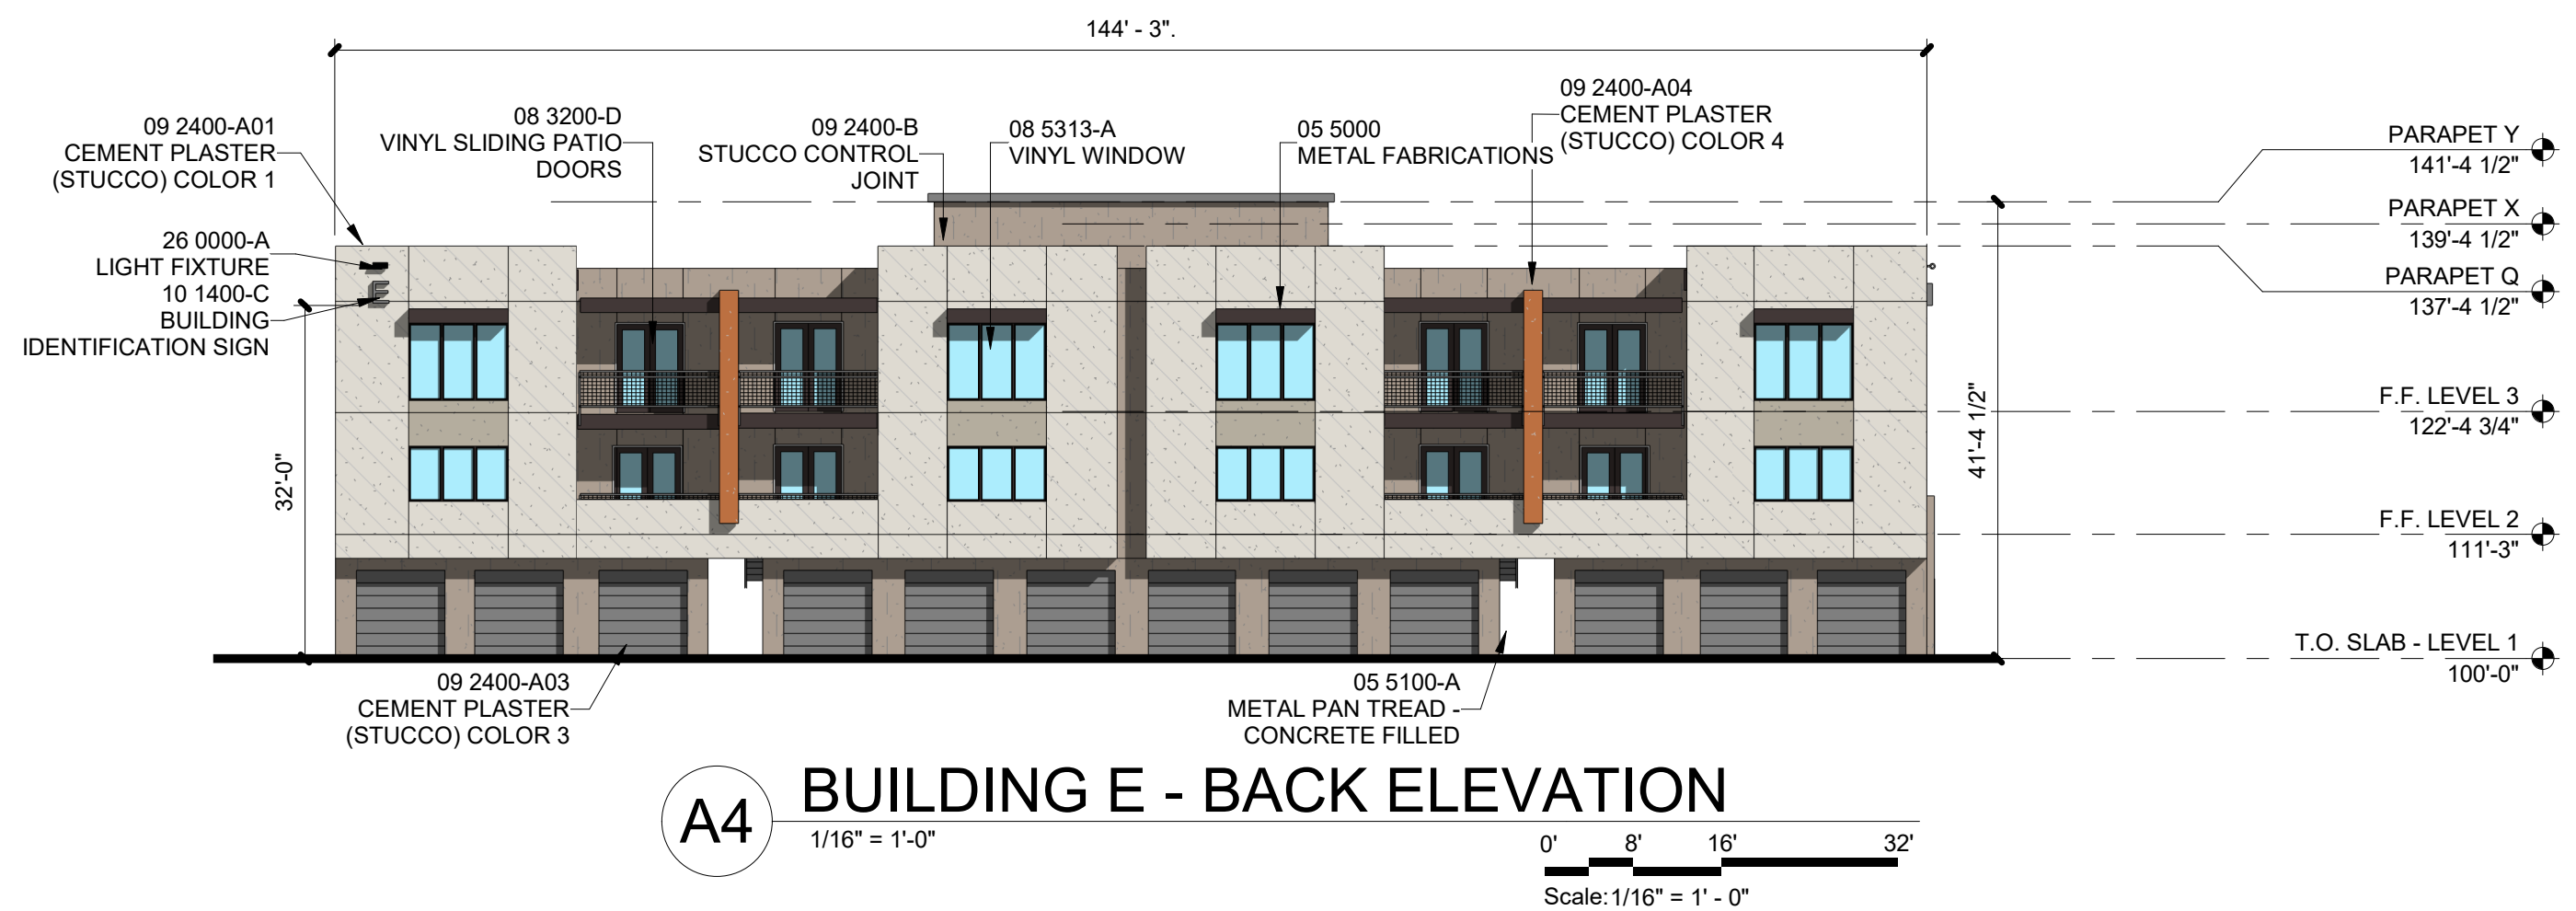 144' - 3".
09 2400-A01
CEMENT PLASTER
(STUCCO) COLOR 1
08 3200-D
VINYL SLIDING PATIO
DOORS
09 2400-B
STUCCO CONTROL
JOINT
08 5313-A
VINYL WINDOW
05 5000
METAL FABRICATIONS
09 2400-A04
CEMENT PLASTER
(STUCCO) COLOR 4
PARAPET Y
141'-4 1/2"
PARAPET X
139'-4 1/2"
PARAPET Q
137'-4 1/2"
26 0000-A
LIGHT FIXTURE
10 1400-C
BUILDING
IDENTIFICATION SIGN
E
32'-0"
41'-4 1/2"
F.F. LEVEL 3
122'-4 3/4"
F.F. LEVEL 2
111'-3"
T.O. SLAB - LEVEL 1
100'-0"
09 2400-A03
CEMENT PLASTER
(STUCCO) COLOR 3
05 5100-A
METAL PAN TREAD -
CONCRETE FILLED
A4
BUILDING E - BACK ELEVATION
1/16" = 1'-0"
0' 8' 16' 32'
Scale: 1/16" = 1' - 0"